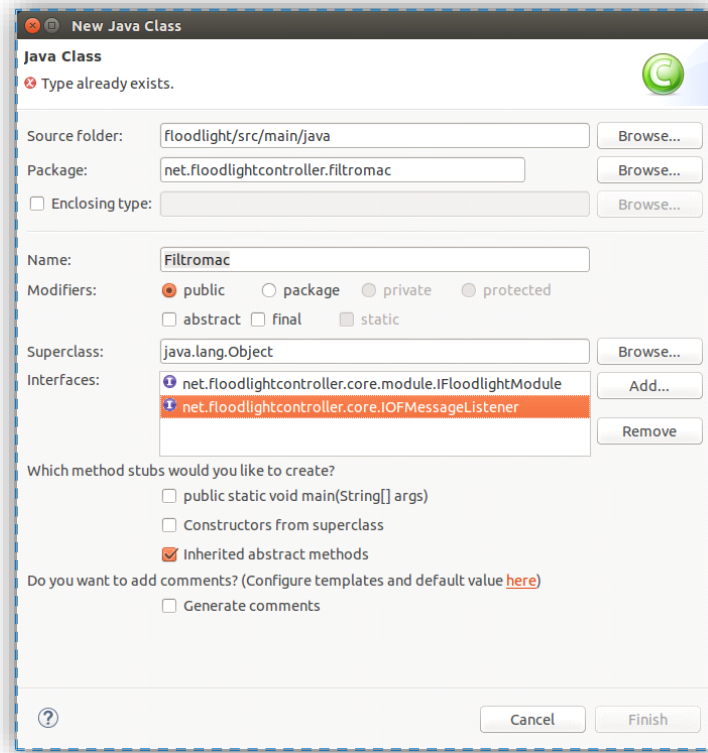 New Java Class
Java Class
Type already exists.
Source folder: floodlight/src/main/java Browse...
Package: net.floodlightcontroller.filtromac Browse...
Enclosing type: Browse...
Name: Filtromac
Modifiers: public package private protected
abstract final static
Superclass: java.lang.Object Browse...
Interfaces: net.floodlightcontroller.core.module.IFloodlightModule Add...
net.floodlightcontroller.core.IOFMessageListener
Remove
Which method stubs would you like to create?
public static void main(String[] args)
Constructors from superclass
Inherited abstract methods
Do you want to add comments? (Configure templates and default value here)
Generate comments
? Cancel Finish